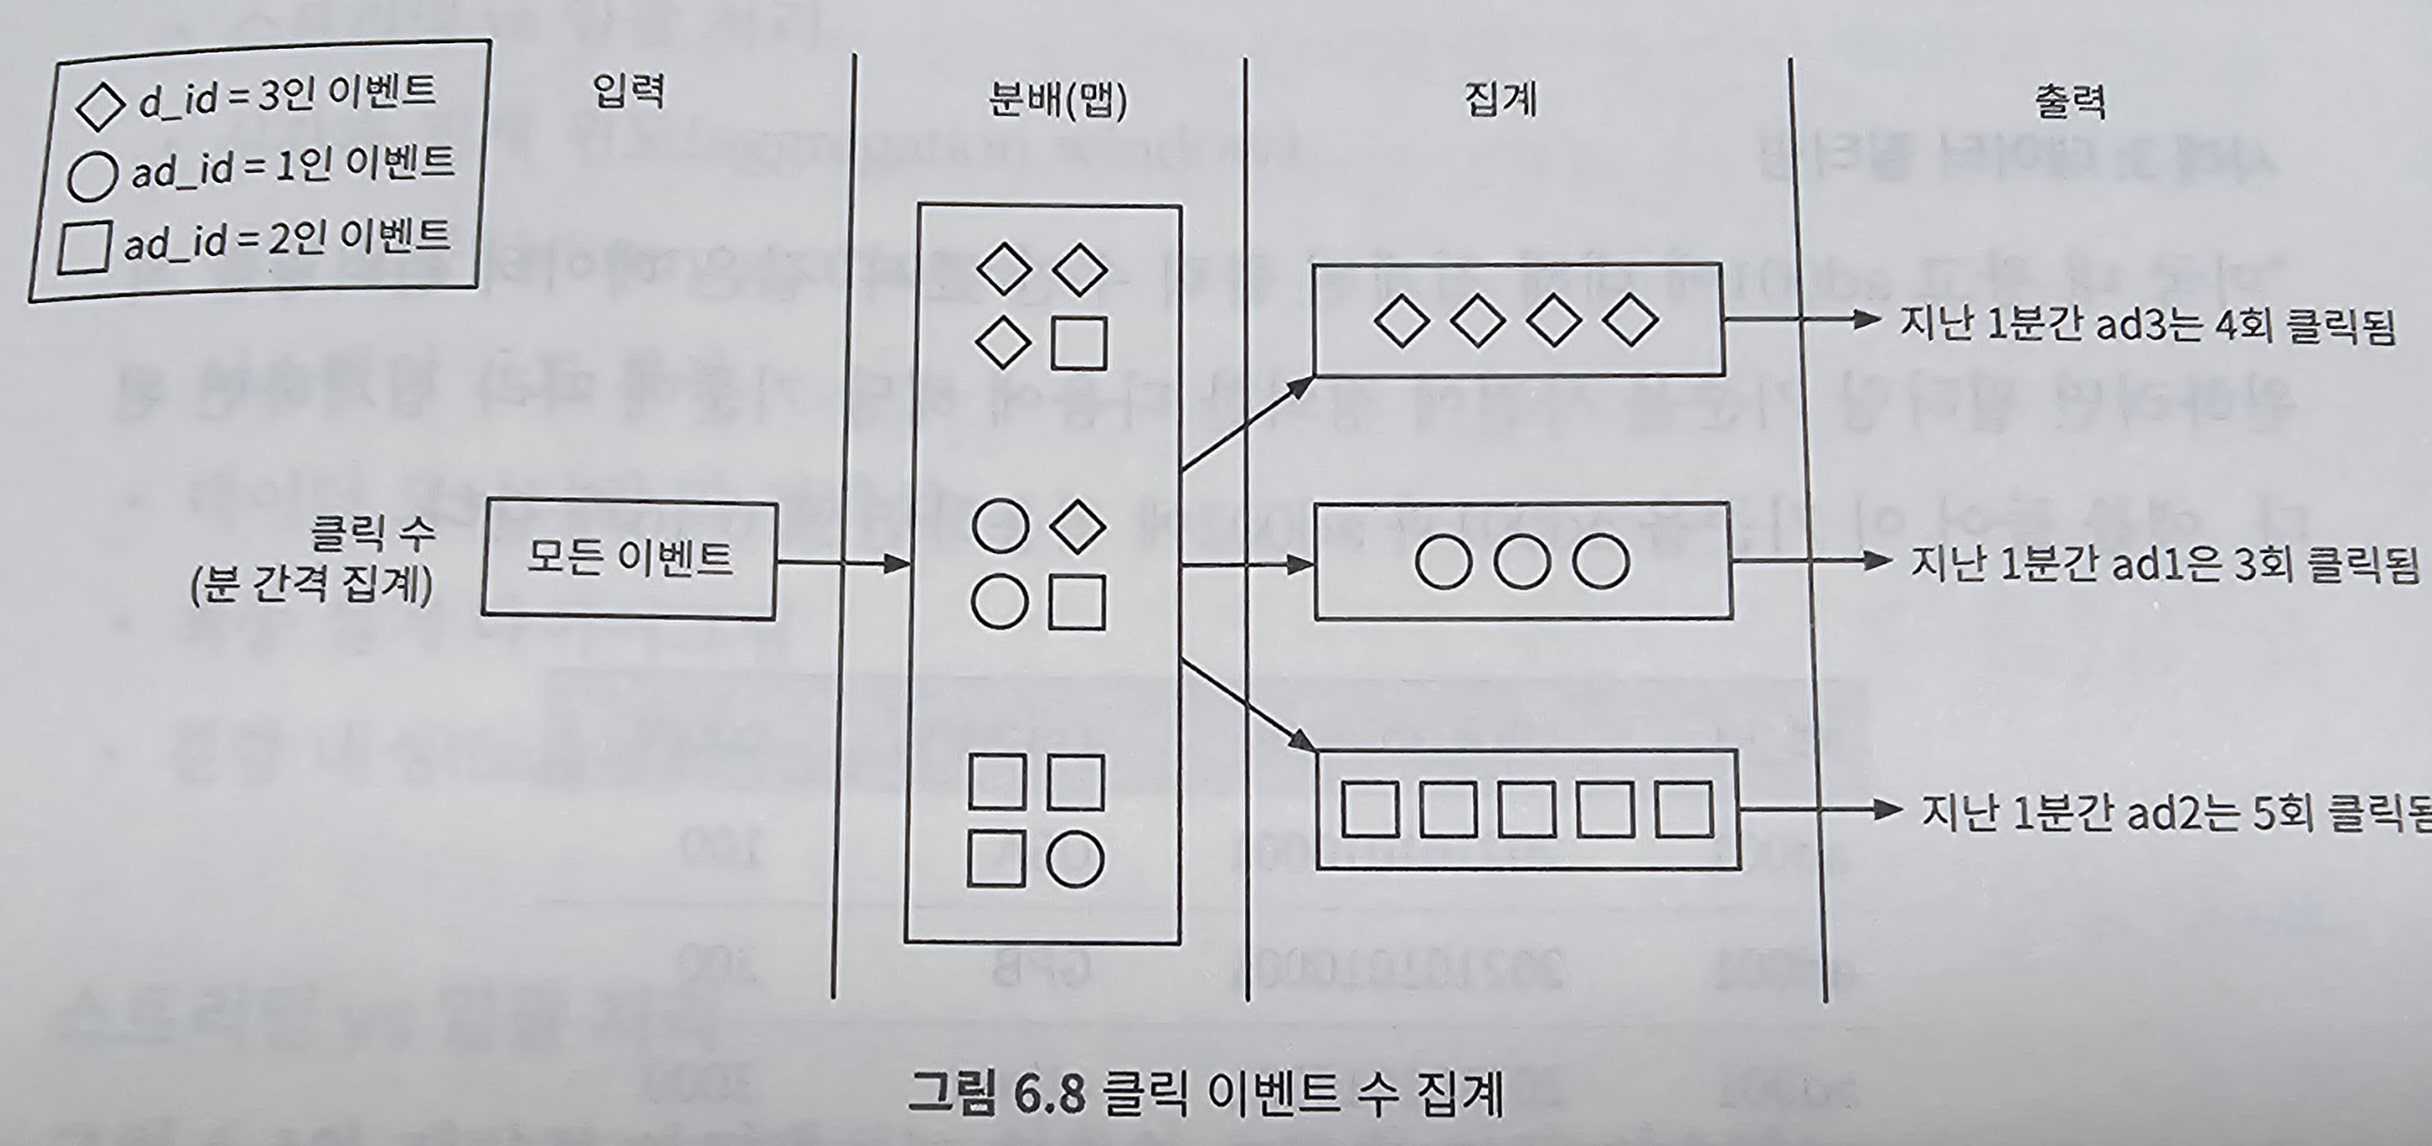 d_id = 3인 이벤트
ad_id = 1인 이벤트
ad_id = 2인 이벤트
입력
분배(맵)
집계
출력
클릭 수
(분 간격 집계)
모든 이벤트
지난 1분간 ad3는 4회 클릭됨
지난 1분간 ad1은 3회 클릭됨
지난 1분간 ad2는 5회 클릭됨
그림 6.8 클릭 이벤트 수 집계